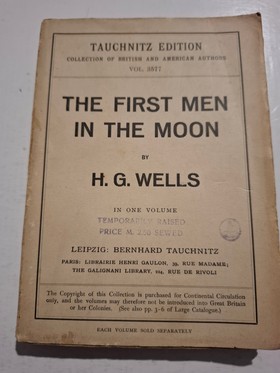 TAUCHNITZ EDITION
COLLECTION OF BRITISH AND AMERICAN AUTHORS
VOL. 3517
THE FIRST MEN
IN THE MOON
BY
H. G. WELLS
IN ONE VOLUME
TEMPORARILY RAISED
PRICE M. SEWED
LEIPZIG: BERNHARD TAUCHNITZ
PARIS: LIBRAIRIE HENRI GAULON, 39, RUE MADAME;
THE GALIGNANI LIBRARY, 224, RUE DE RIVOLI
The Copyright of this Collection is purchased for Continental Circulation
only, and the volumes may therefore not be introduced into Great Britain
or her Colonies. (See also pp. 3-6 of Large Catalogue.)
EACH VOLUME SOLD SEPARATELY